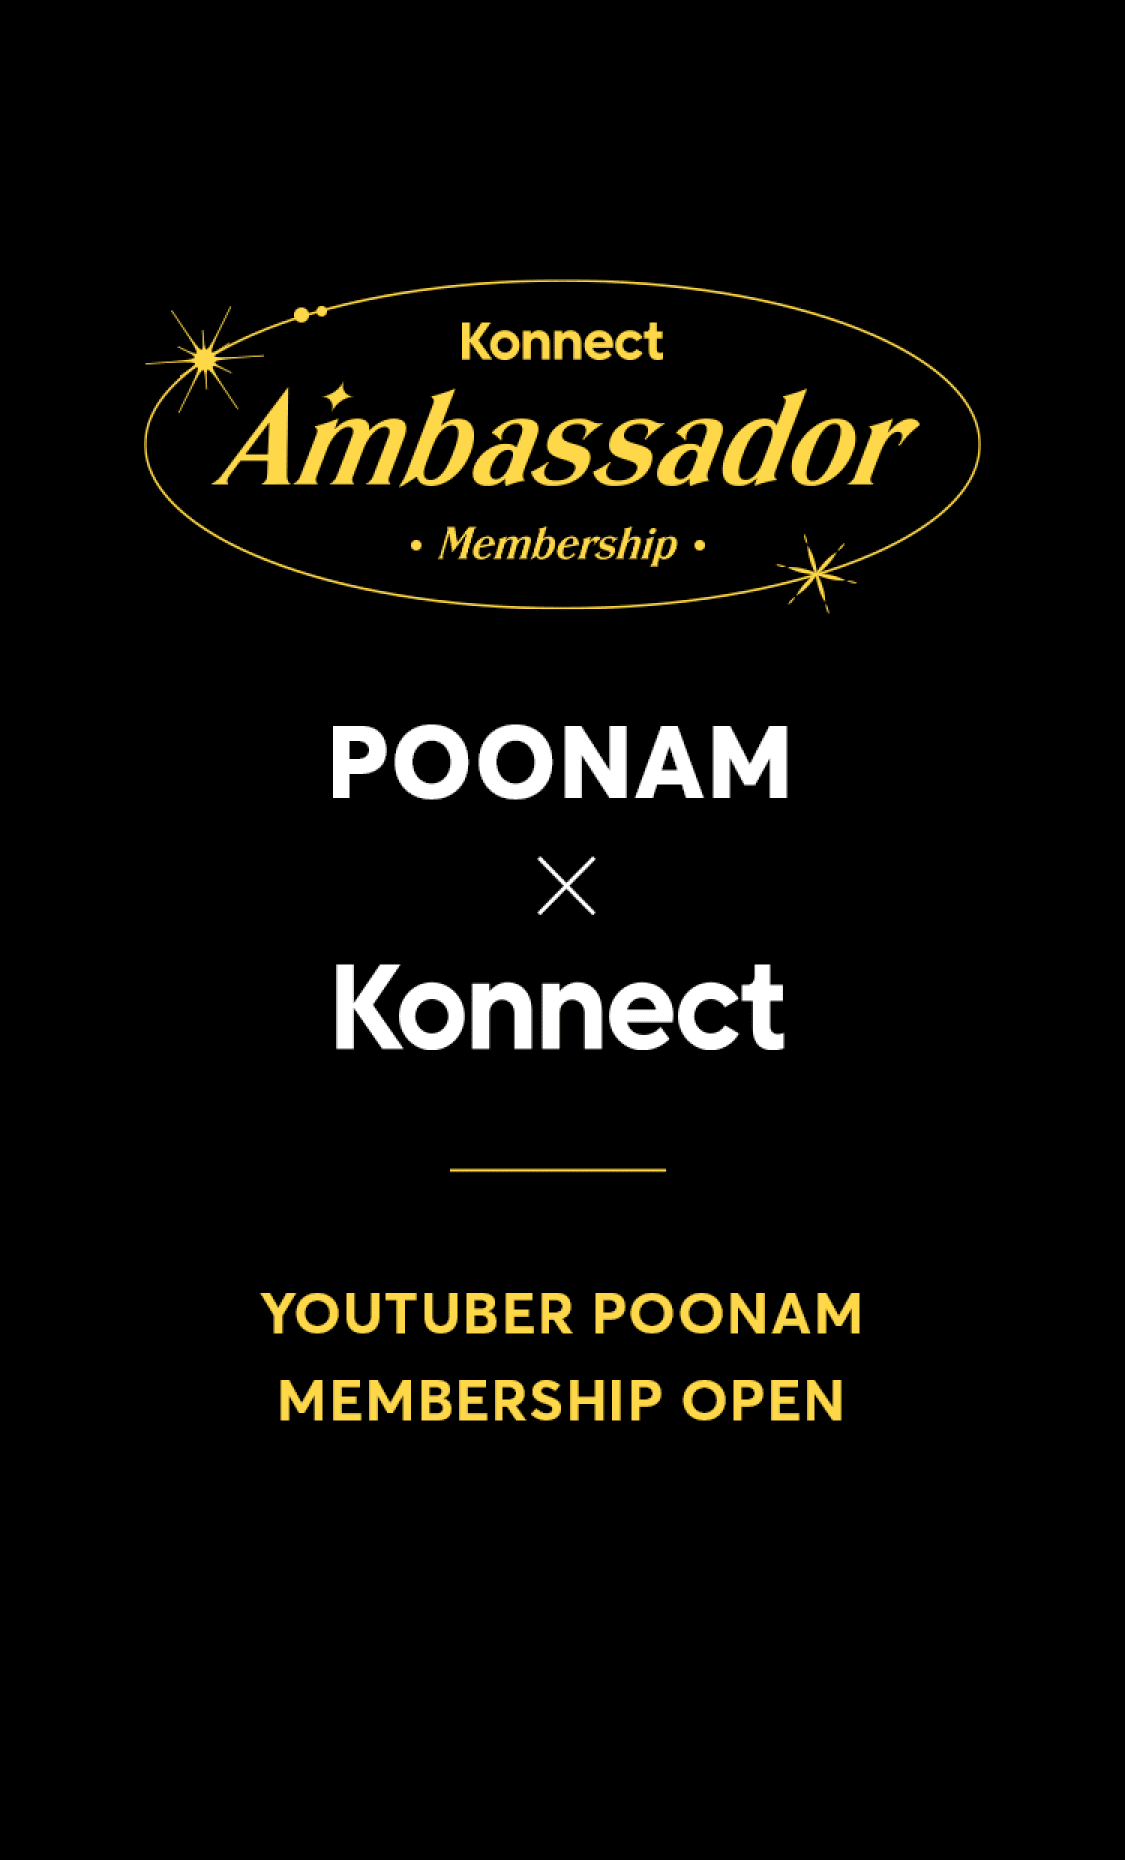 Konnect
Ambassador
• Membership •
POONAM
×
Konnect
YOUTUBER POONAM
MEMBERSHIP OPEN